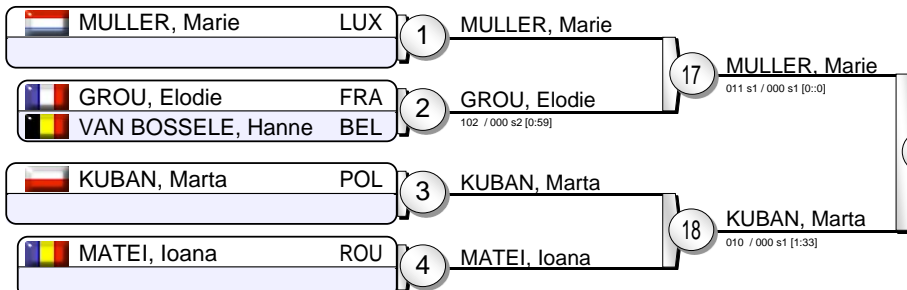 MULLER, Marie LUX
1
MULLER, Marie
17
MULLER, Marie
011 s1 / 000 s1 [0::0]
GROU, Elodie FRA
VAN BOSSELE, Hanne BEL
2
GROU, Elodie
102 / 000 s2 [0:59]
KUBAN, Marta POL
3
KUBAN, Marta
18
KUBAN, Marta
010 / 000 s1 [1:33]
MATEI, Ioana ROU
4
MATEI, Ioana